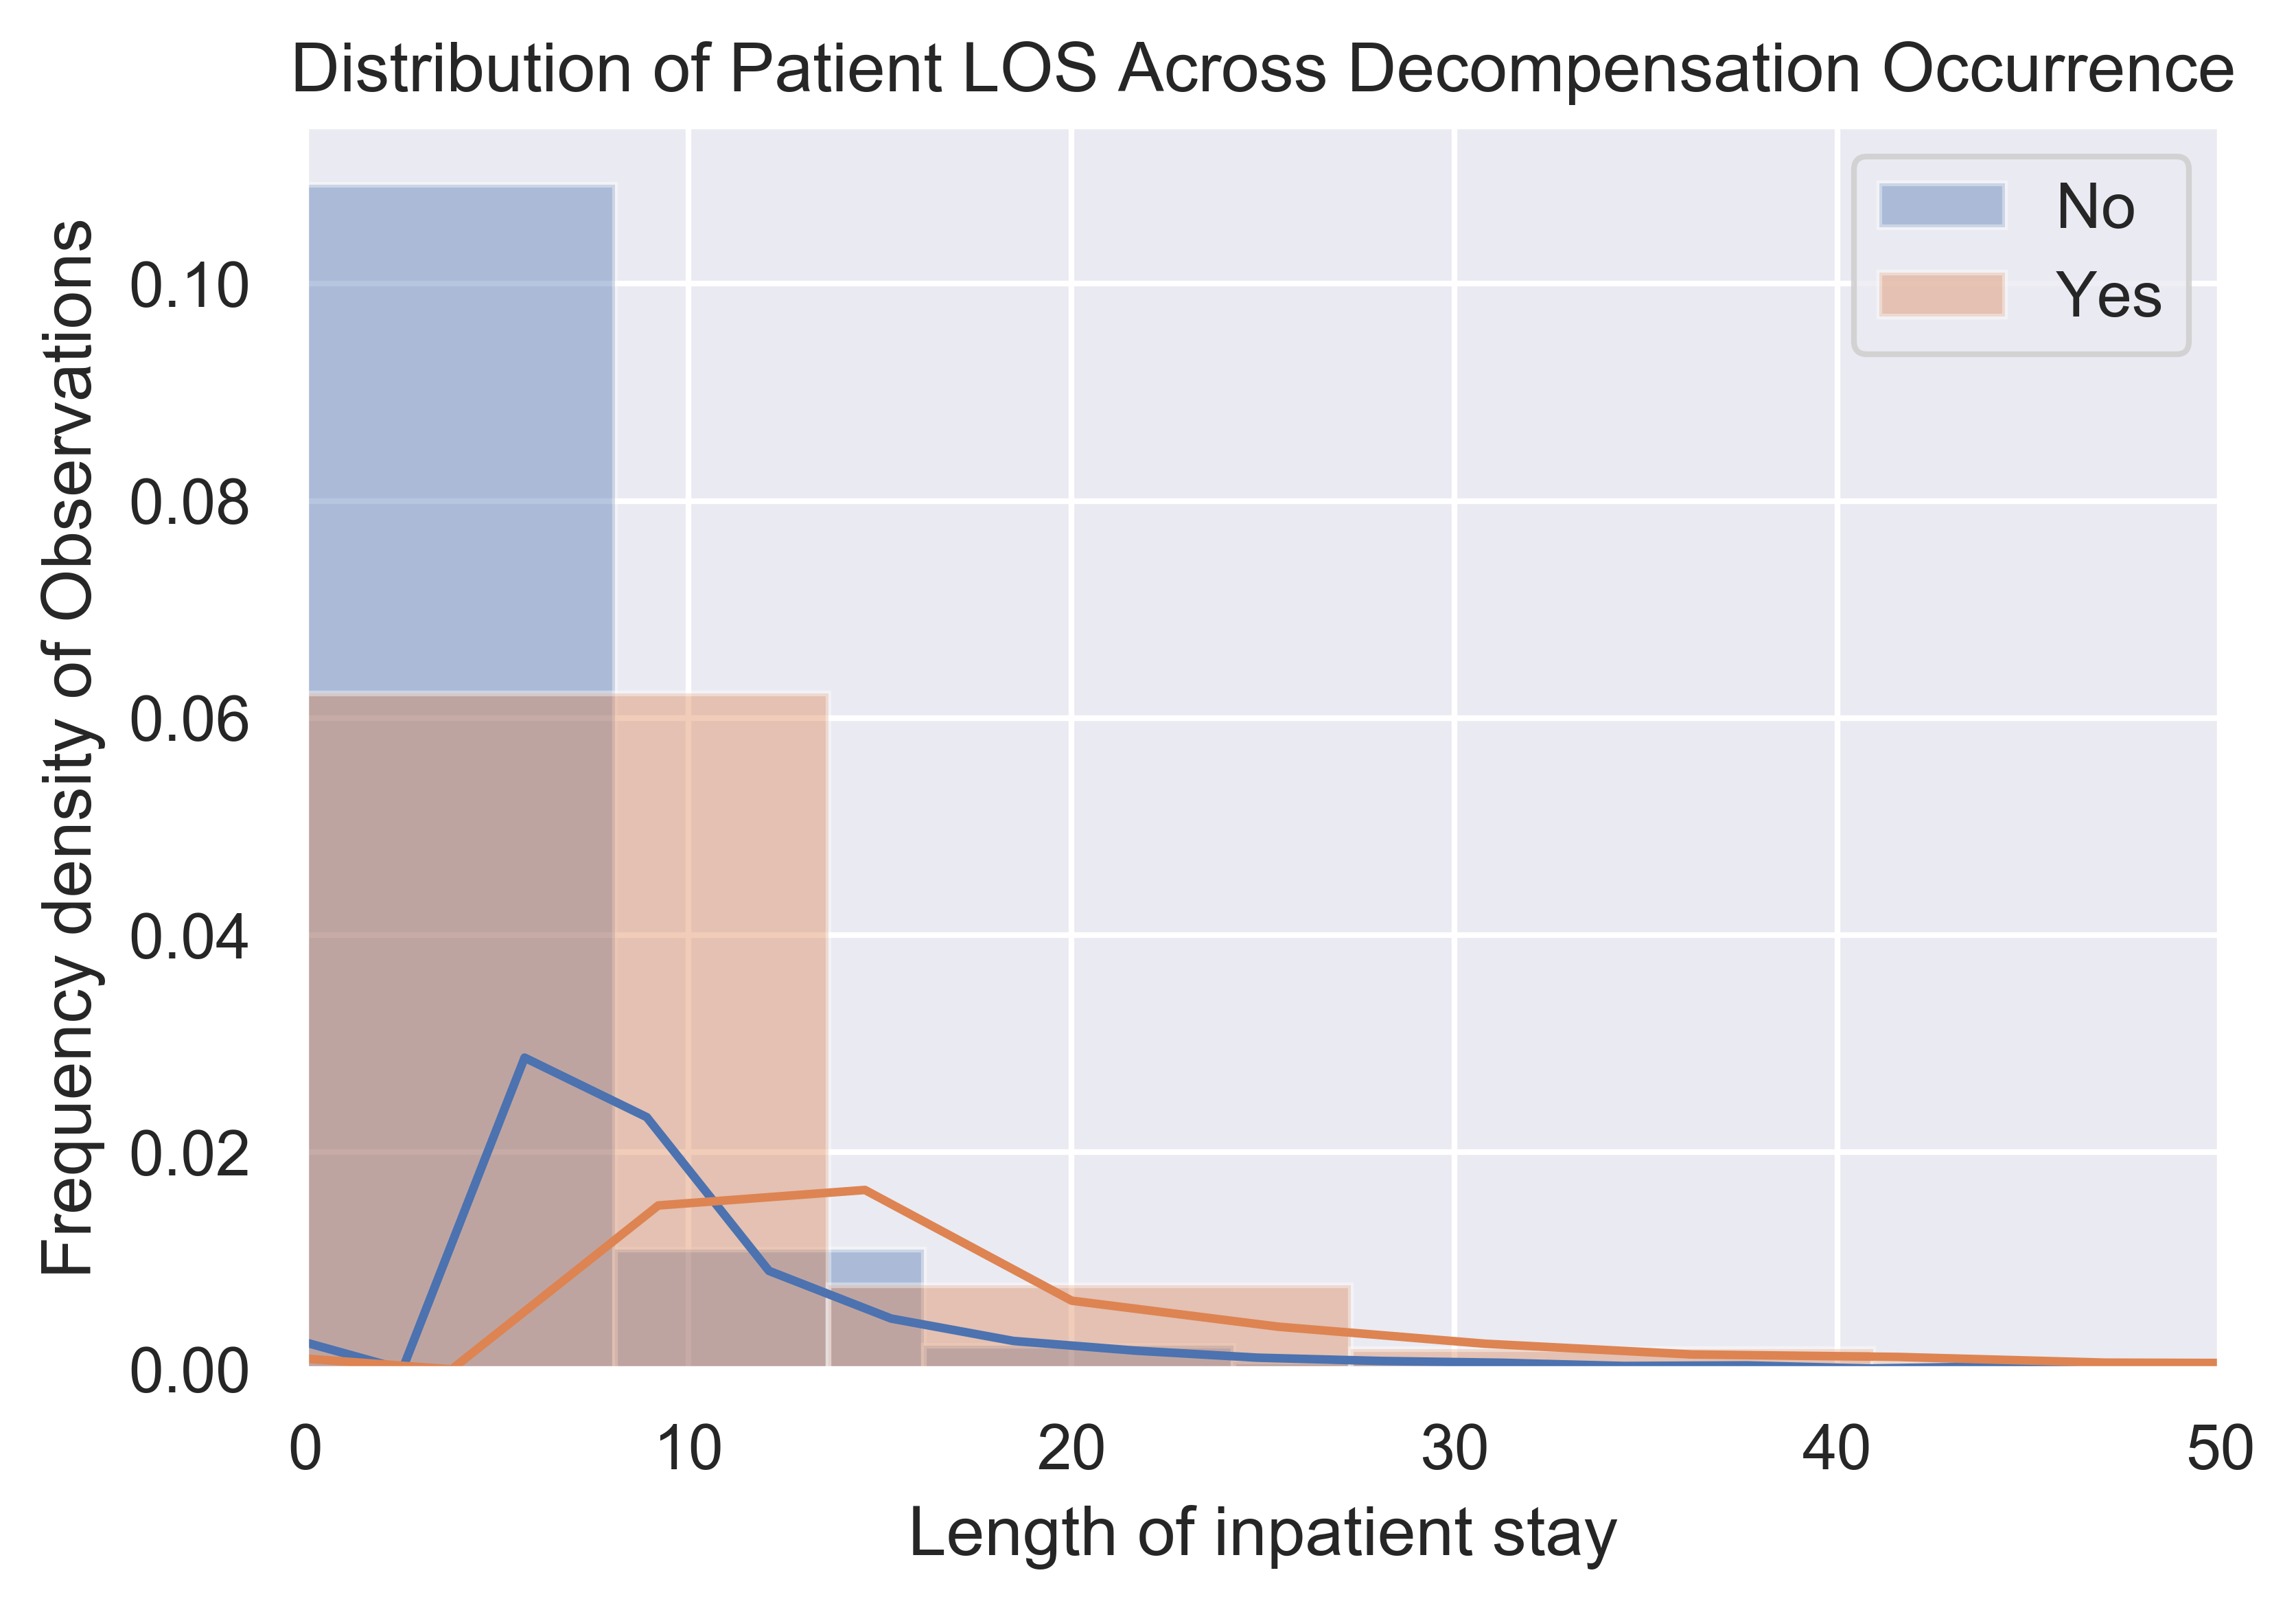 Distribution of Patient LOS Across Decompensation Occurrence
No
Yes
Frequency density of Observations
0.10
0.08
0.06
0.04
0.02
0.00
0 10 20 30 40 50
Length of inpatient stay